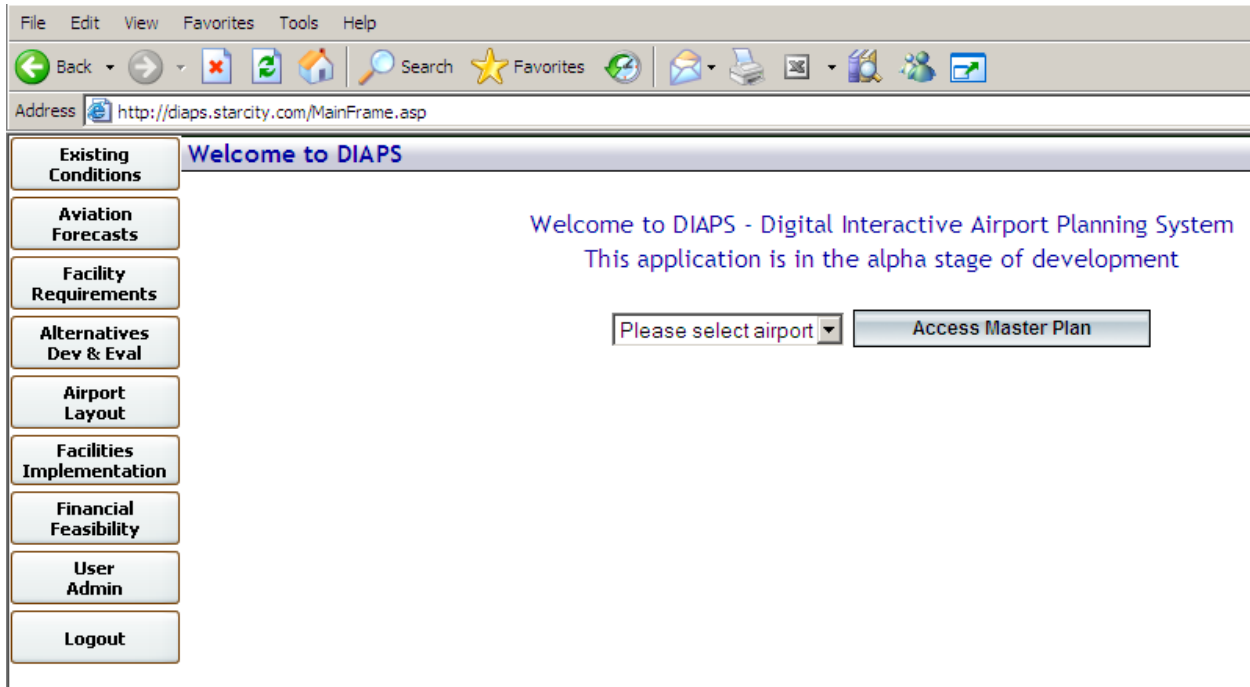 File Edit View Favorites Tools Help
Back Search Favorites
Address http://diaps.starcity.com/MainFrame.asp
Existing
Conditions
Aviation
Forecasts
Facility
Requirements
Alternatives
Dev & Eval
Airport
Layout
Facilities
Implementation
Financial
Feasibility
User
Admin
Logout
Welcome to DIAPS
Welcome to DIAPS - Digital Interactive Airport Planning System
This application is in the alpha stage of development
Please select airport Access Master Plan